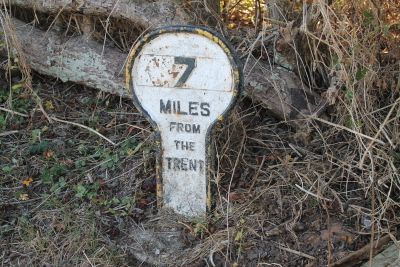 7
MILES
FROM
THE
TRENT